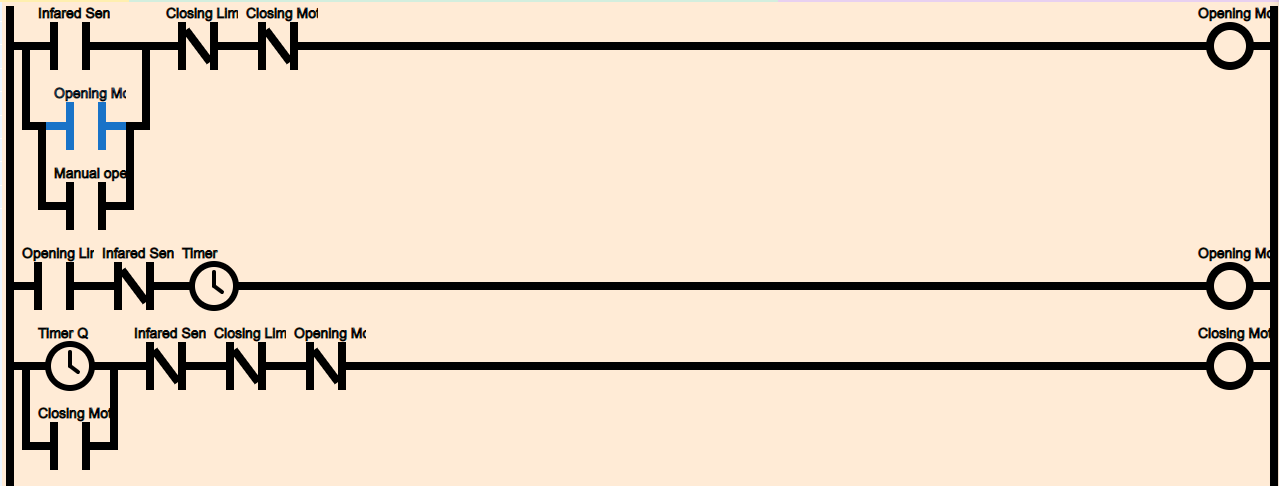 Infared Sen Closing Lim Closing Mot Opening Mo
Opening Mo
Manual ope
Opening Lir Infared Sen Timer Opening Mo
Timer Q Infared Sen Closing Lim Opening Mo Closing Mot
Closing Mot